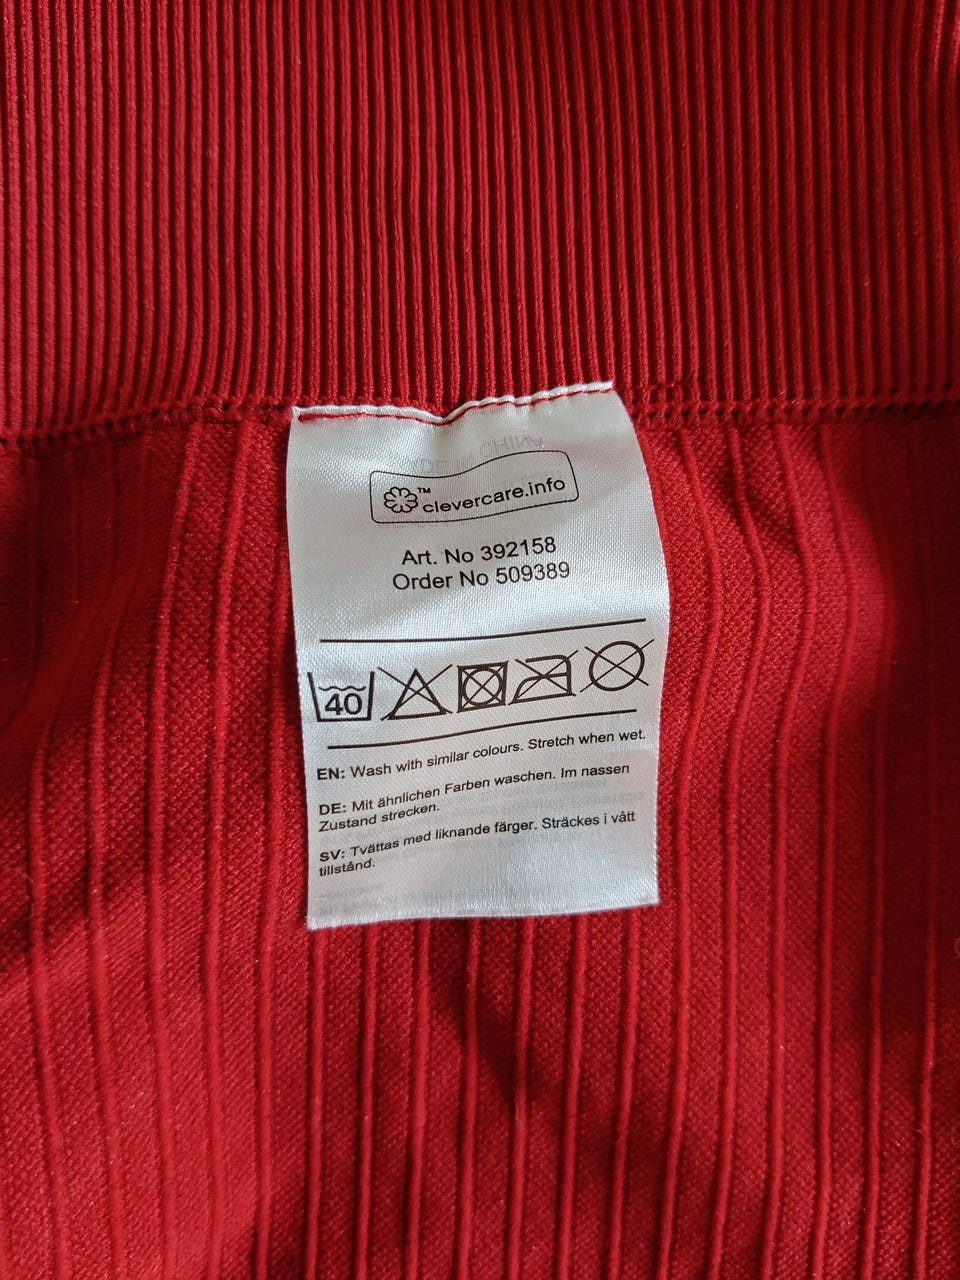 ™clevercare.info
Art. No 392158
Order No 509389
40
EN: Wash with similar colours. Stretch when wet.
DE: Mit ähnlichen Farben waschen. Im nassen
Zustand strecken.
SV: Tvättas med liknande färger. Sträckes i vått
tillstånd.